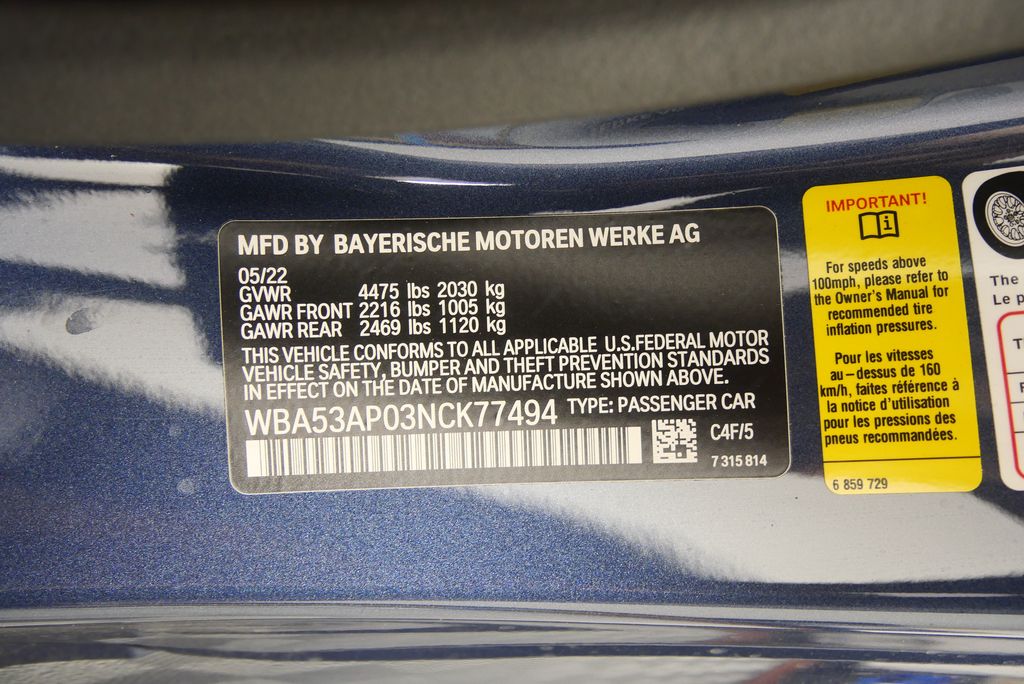 MFD BY BAYERISCHE MOTOREN WERKE AG
05/22
GVWR 4475 lbs 2030 kg
GAWR FRONT 2216 lbs 1005 kg
GAWR REAR 2469 lbs 1120 kg
THIS VEHICLE CONFORMS TO ALL APPLICABLE U.S.FEDERAL MOTOR
VEHICLE SAFETY, BUMPER AND THEFT PREVENTION STANDARDS
IN EFFECT ON THE DATE OF MANUFACTURE SHOWN ABOVE.
WBA53AP03NCK77494 TYPE: PASSENGER CAR
C4F/5
7 315 814
IMPORTANT!
i
For speeds above
100mph, please refer to
the Owner's Manual for
recommended tire
inflation pressures.
Pour les vitesses
au-dessus de 160
km/h, faites référence à
la notice d'utilisation
pour les pressions des
pneus recommandées.
6 859 729
The
Le p